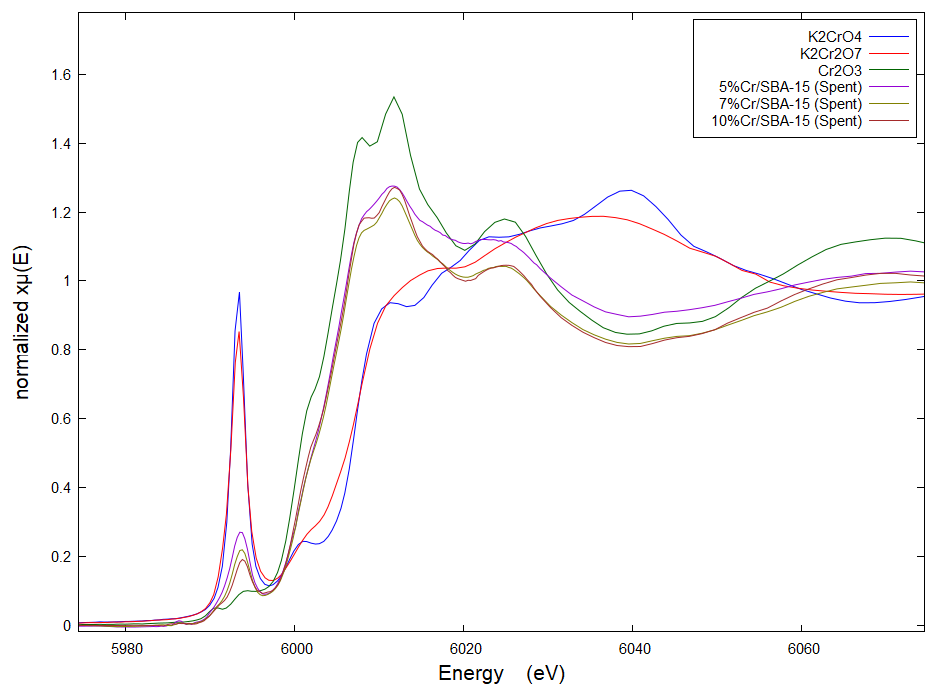 K2CrO4
K2Cr2O7
Cr2O3
5%Cr/SBA-15 (Spent)
7%Cr/SBA-15 (Spent)
10%Cr/SBA-15 (Spent)
1.6
1.4
1.2
1
0.8
0.6
0.4
0.2
0
normalized xμ(E)
5980 6000 6020 6040 6060
Energy (eV)